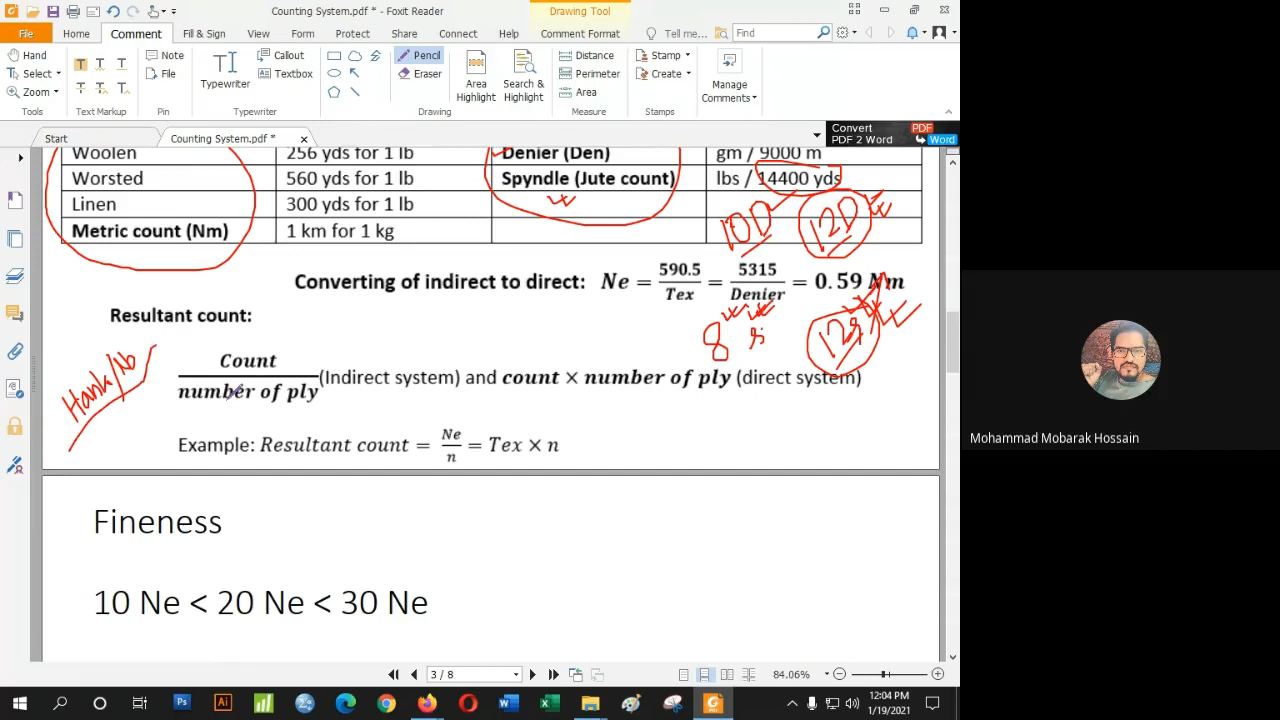 Counting System.pdf * - Foxit Reader
Drawing Tool
File Home Comment Fill & Sign View Form Protect Share Connect Help Comment Format Tell me... Find
Hand
Select
Zoom
Tools
Text Markup
Note
File
Pin
Typewriter
Callout
Textbox
Typewriter
Pencil
Eraser
Drawing
Area Highlight
Search & Highlight
Distance
Perimeter
Area
Measure
Stamp
Create
Stamps
Manage Comments
Start
Counting System.pdf *
Convert PDF
PDF 2 Word Word
Woolen 256 yds for 1 lb Denier (Den) gm / 9000 m
Worsted 560 yds for 1 lb Spyndle (Jute count) lbs / 14400 yds
Linen 300 yds for 1 lb
Metric count (Nm) 1 km for 1 kg
10D 12D
Converting of indirect to direct: Ne = 590.5/Tex = 5315/Denier = 0.59 Nm
8
Resultant count:
Hank/No
Count
number of ply (Indirect system) and count × number of ply (direct system)
Example: Resultant count = Ne/n = Tex × n
Fineness
10 Ne < 20 Ne < 30 Ne
Mohammad Mobarak Hossain
3 / 8
84.06%
12:04 PM
1/19/2021